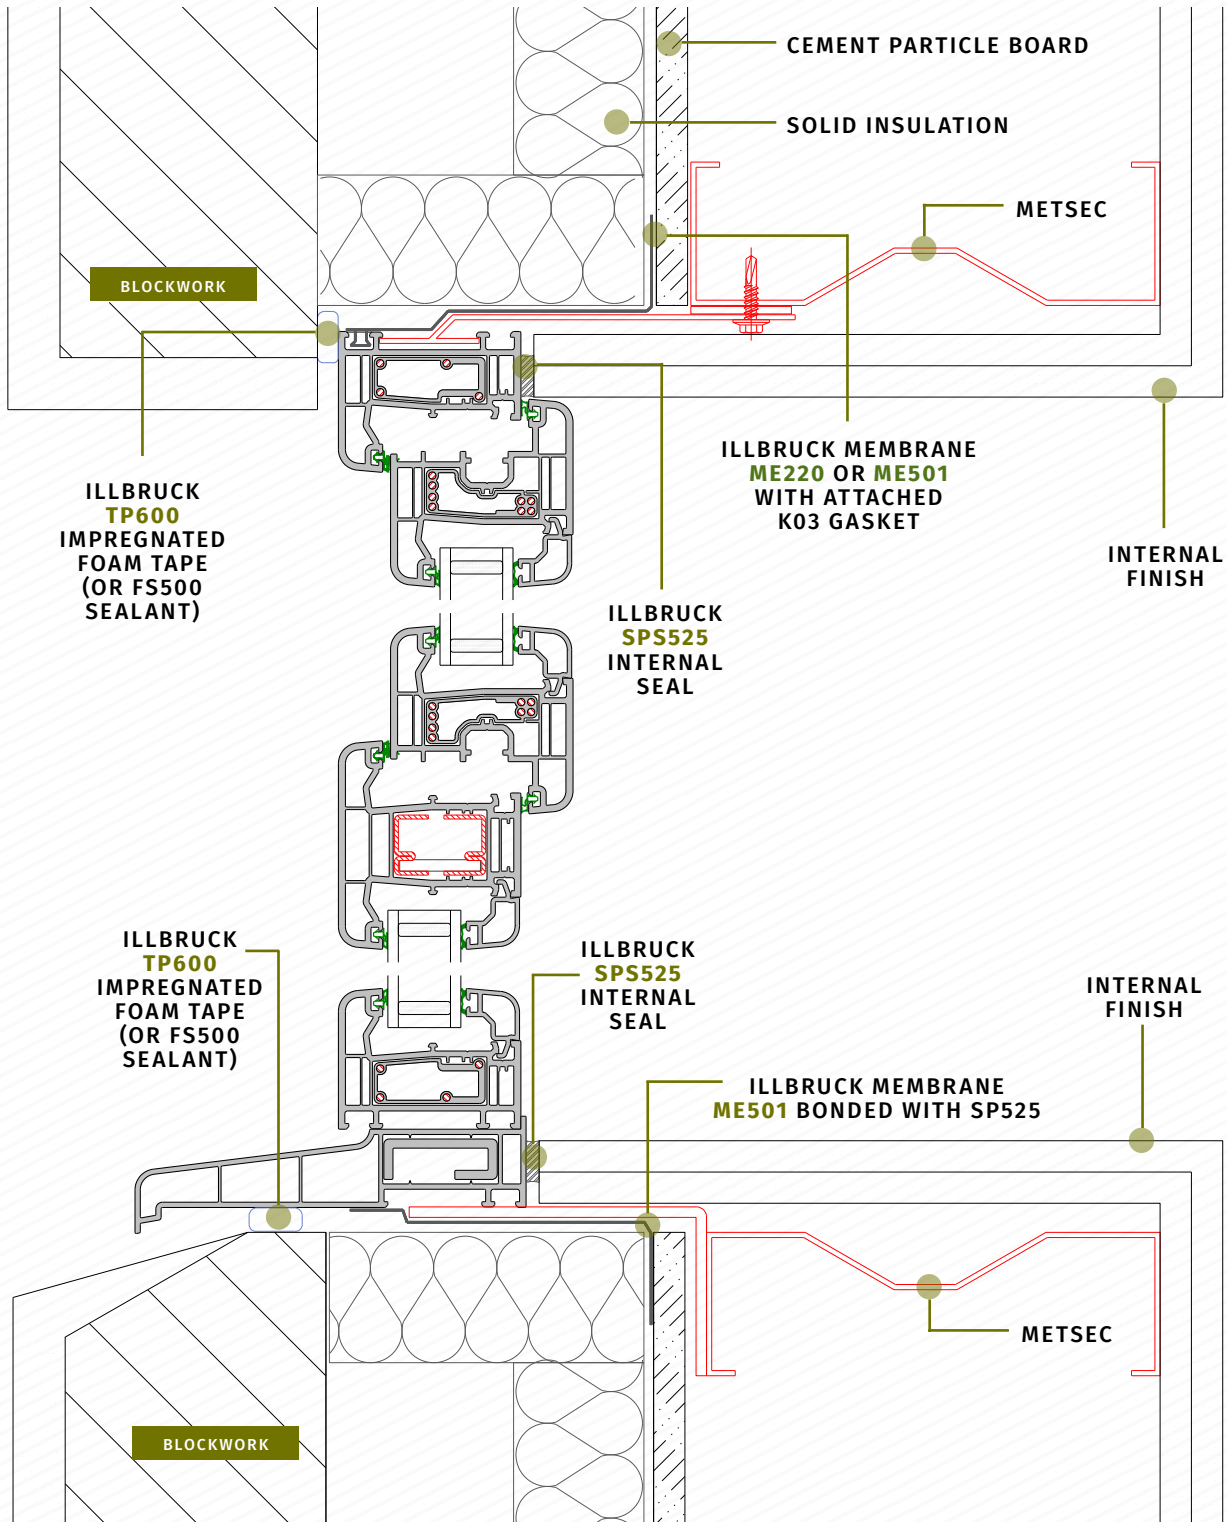 CEMENT PARTICLE BOARD
SOLID INSULATION
METSEC
BLOCKWORK
ILLBRUCK MEMBRANE
ME220 OR ME501
WITH ATTACHED
K03 GASKET
ILLBRUCK
TP600
IMPREGNATED
FOAM TAPE
(OR FS500
SEALANT)
INTERNAL
FINISH
ILLBRUCK
SPS525
INTERNAL
SEAL
ILLBRUCK
TP600
IMPREGNATED
FOAM TAPE
(OR FS500
SEALANT)
ILLBRUCK
SPS525
INTERNAL
SEAL
INTERNAL
FINISH
ILLBRUCK MEMBRANE
ME501 BONDED WITH SP525
METSEC
BLOCKWORK